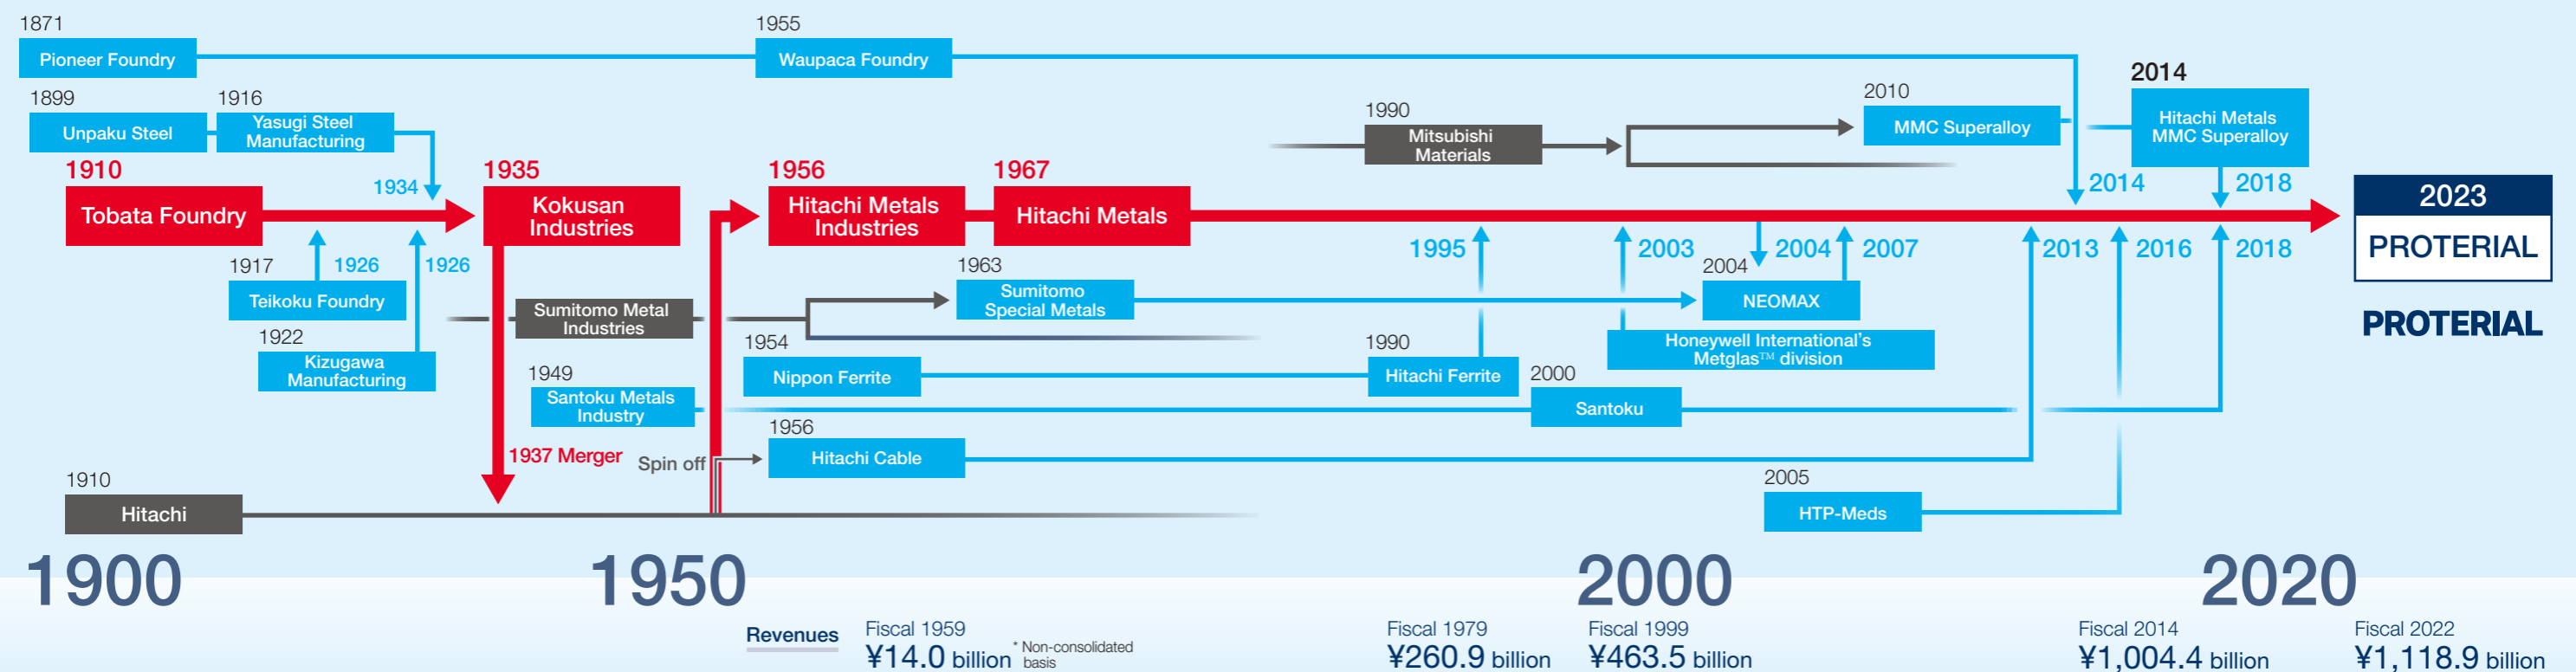 1871
Pioneer Foundry
1955
Waupaca Foundry
1899
Unpaku Steel
1916
Yasugi Steel
Manufacturing
1934
1910
Tobata Foundry
1935
Kokusan
Industries
1956
Hitachi Metals
Industries
1967
Hitachi Metals
1990
Mitsubishi
Materials
2010
MMC Superalloy
2014
Hitachi Metals
MMC Superalloy
2014
2018
2023
PROTERIAL
PROTERIAL
1917
Teikoku Foundry
1926
1926
1922
Kizugawa
Manufacturing
Sumitomo Metal
Industries
1963
Sumitomo
Special Metals
1995
2003
2004
2004
NEOMAX
2007
2013
2016
2018
Honeywell International's
Metglas™ division
1954
Nippon Ferrite
1990
Hitachi Ferrite
1949
Santoku Metals
Industry
2000
Santoku
1937 Merger
Spin off
1956
Hitachi Cable
2005
HTP-Meds
1910
Hitachi
1900
1950
2000
2020
Revenues
Fiscal 1959
¥14.0 billion
* Non-consolidated
basis
Fiscal 1979
¥260.9 billion
Fiscal 1999
¥463.5 billion
Fiscal 2014
¥1,004.4 billion
Fiscal 2022
¥1,118.9 billion